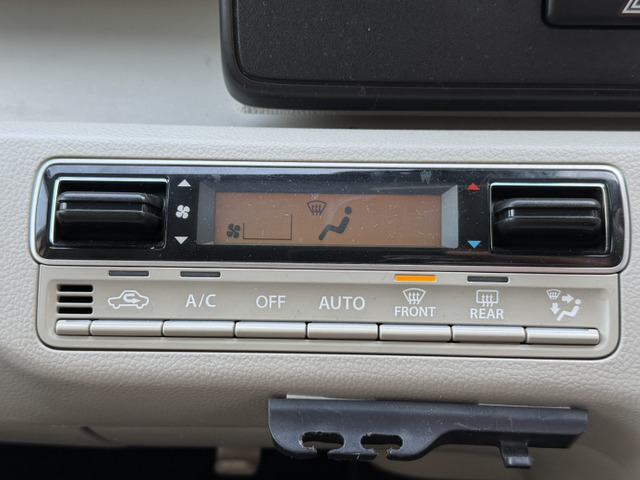 A/C OFF AUTO FRONT REAR